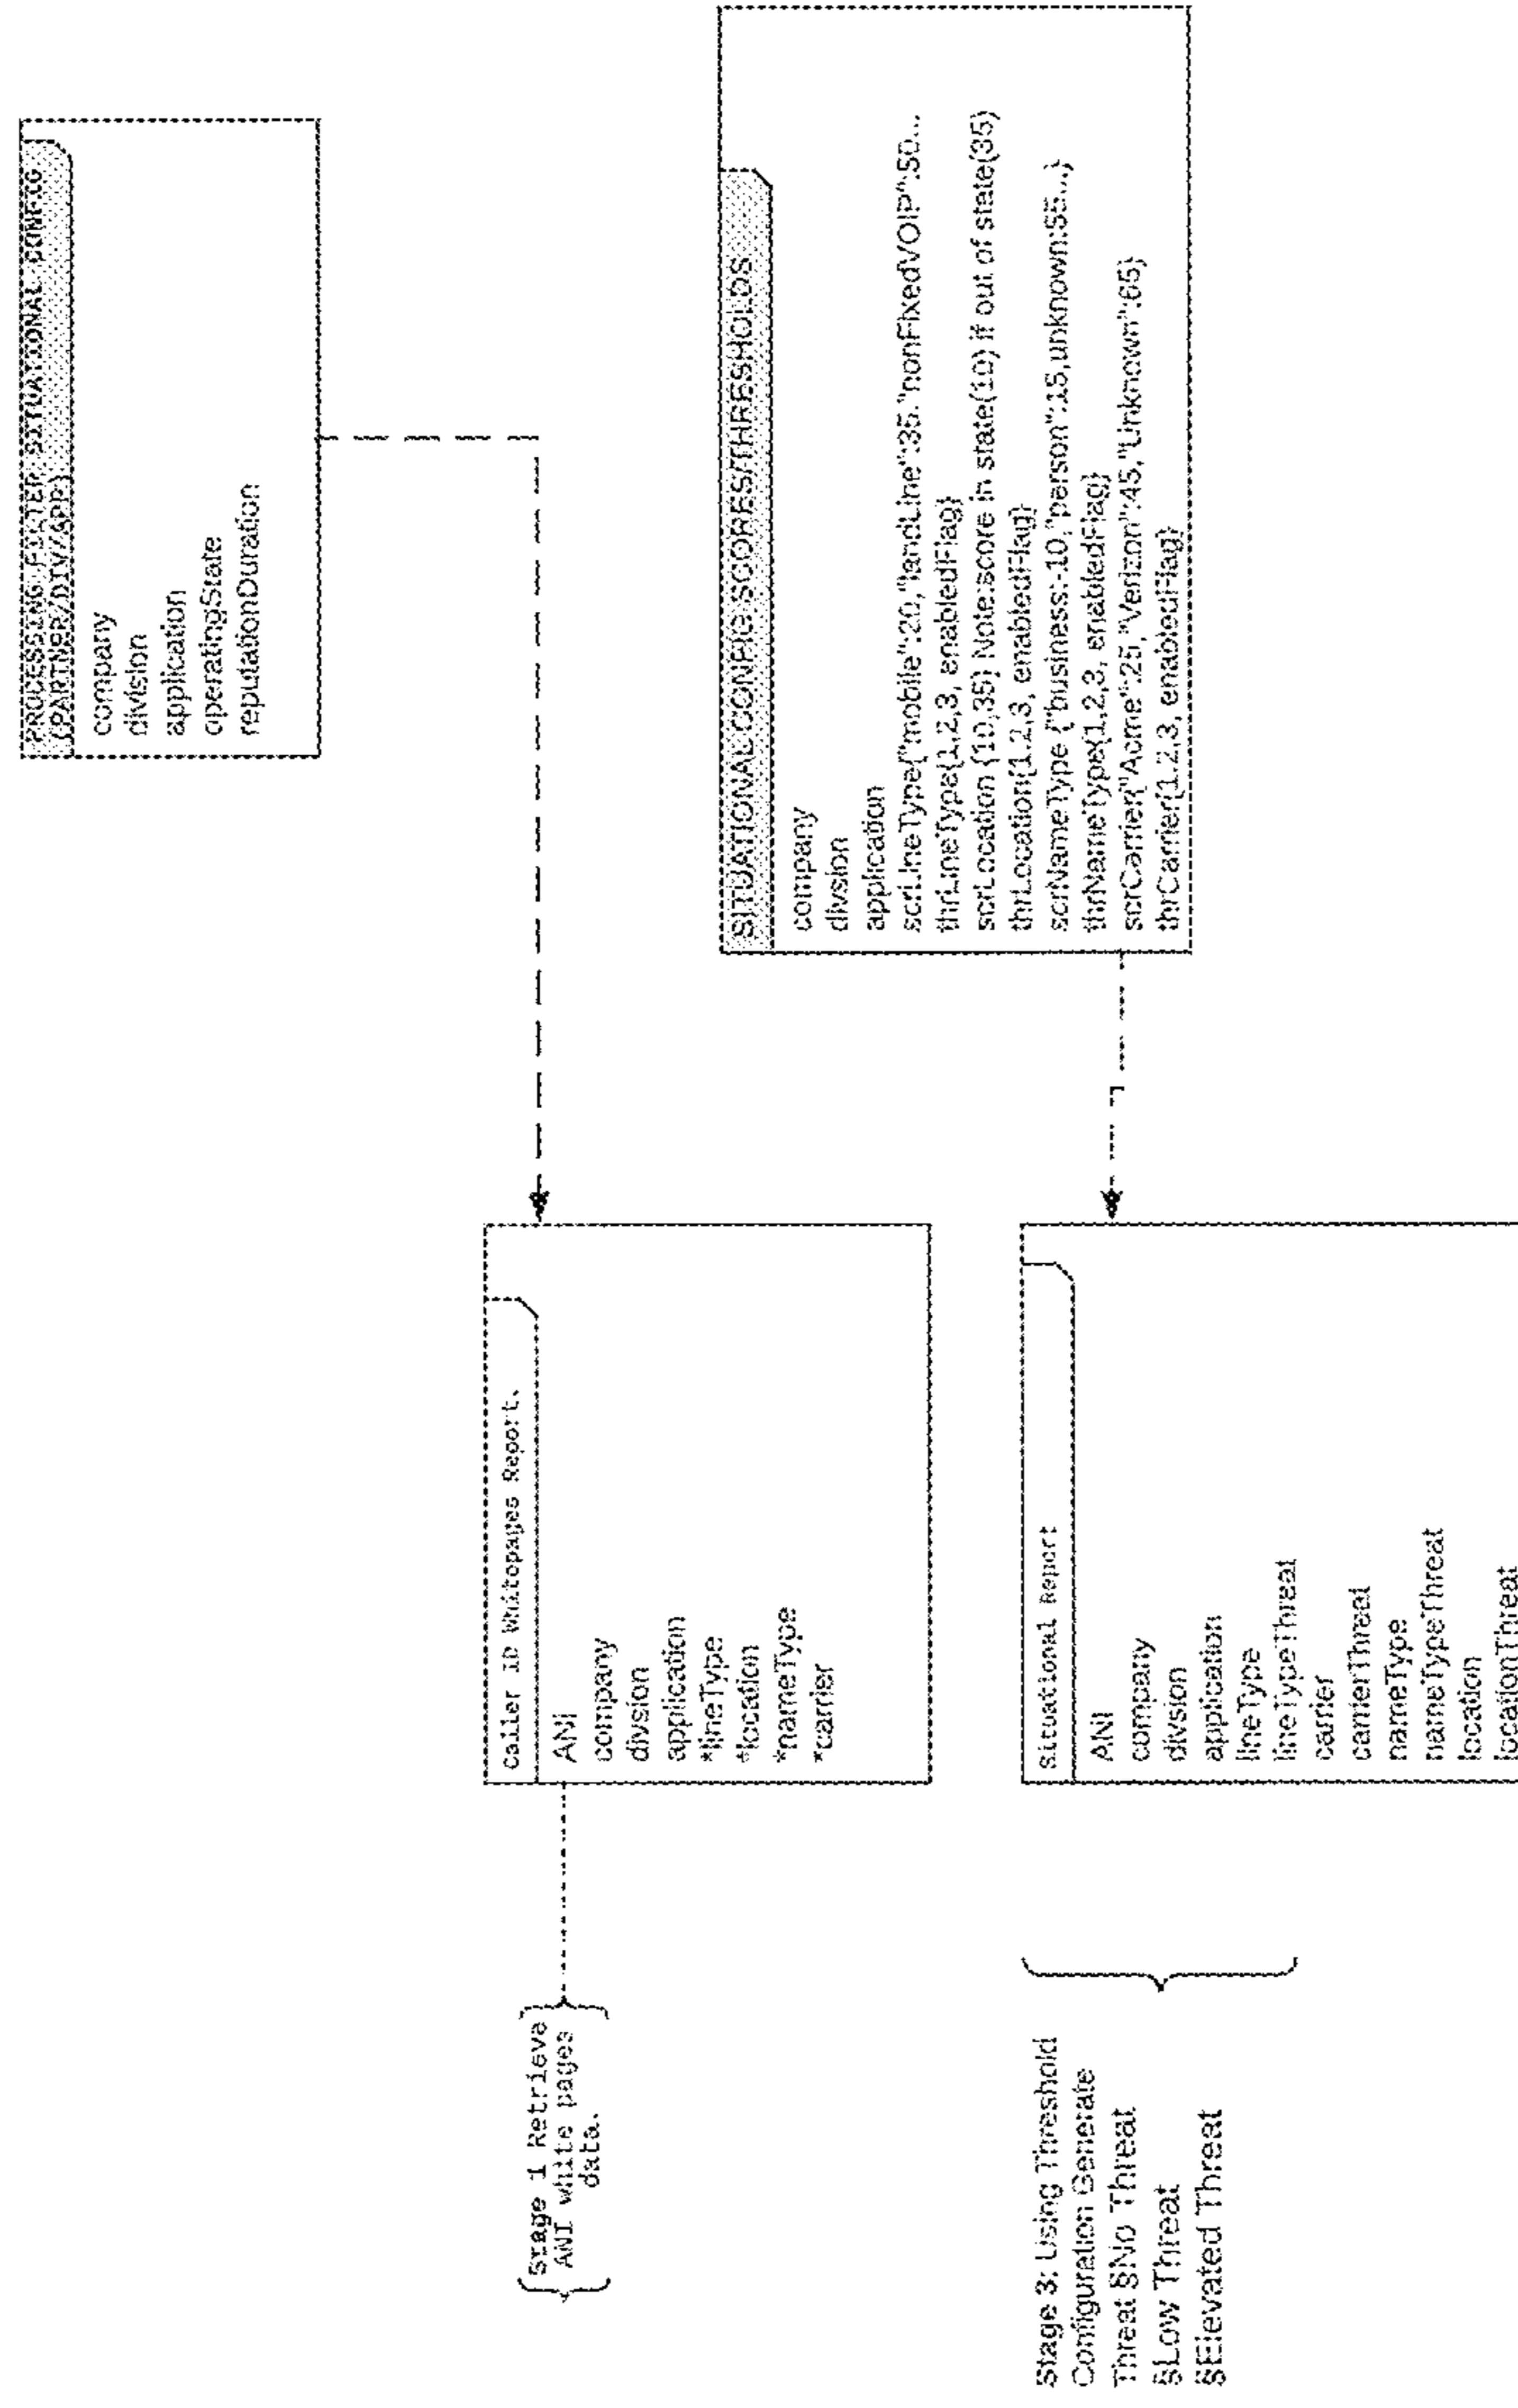 PROCESSING FILTER SITUATIONAL CONFIG
(PARTNER/DIV/APP)
company
division
application
operatingState
reputationDuration
Stage 1 Retrieve
ANI white pages
data.
Caller ID Whitepages Report.
ANI
company
division
application
*lineType
*location
*nameType
*carrier
SITUATIONAL CONFIG SCORES/THRESHOLDS
company
division
application
scrLineType{"mobile":20,"landLine":35,"nonFixedVOIP":50...
thrLineType{1,2,3, enabledFlag}
scrLocation {10,35} Note:score in state(10) if out of state(35)
thrLocation{1,2,3, enabledFlag}
scrNameType {"business:-10,"person":15,unknown:55...}
thrNameType{1,2,3, enabledFlag}
scrCarrier{"Acme":25,"Verizon":45,"Unknown":65}
thrCarrier{1,2,3, enabledFlag}
Stage 3: Using Threshold
Configuration Generate
Threat SNo Threat
SLow Threat
SElevated Threat
Situational Report
ANI
company
division
application
lineType
lineTypeThreat
carrier
carrierThreat
nameType
nameTypeThreat
location
locationThreat